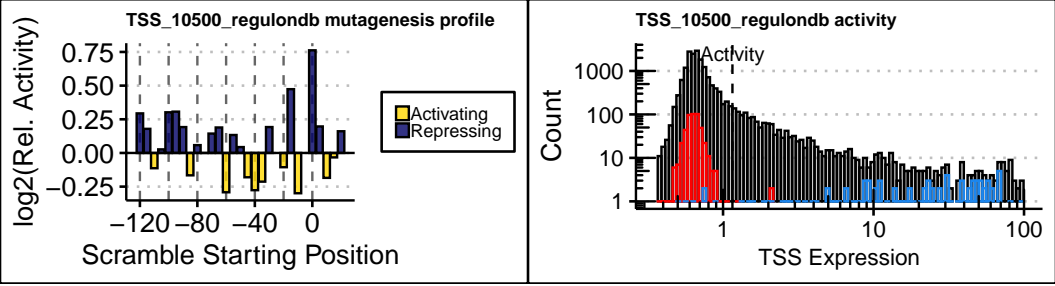 TSS_10500_regulondb mutagenesis profile
log2(Rel. Activity)
0.75
0.50
0.25
0.00
−0.25
−120 −80 −40 0
Scramble Starting Position
Activating
Repressing
TSS_10500_regulondb activity
Activity
Count
1000
100
10
1
1 10 100
TSS Expression